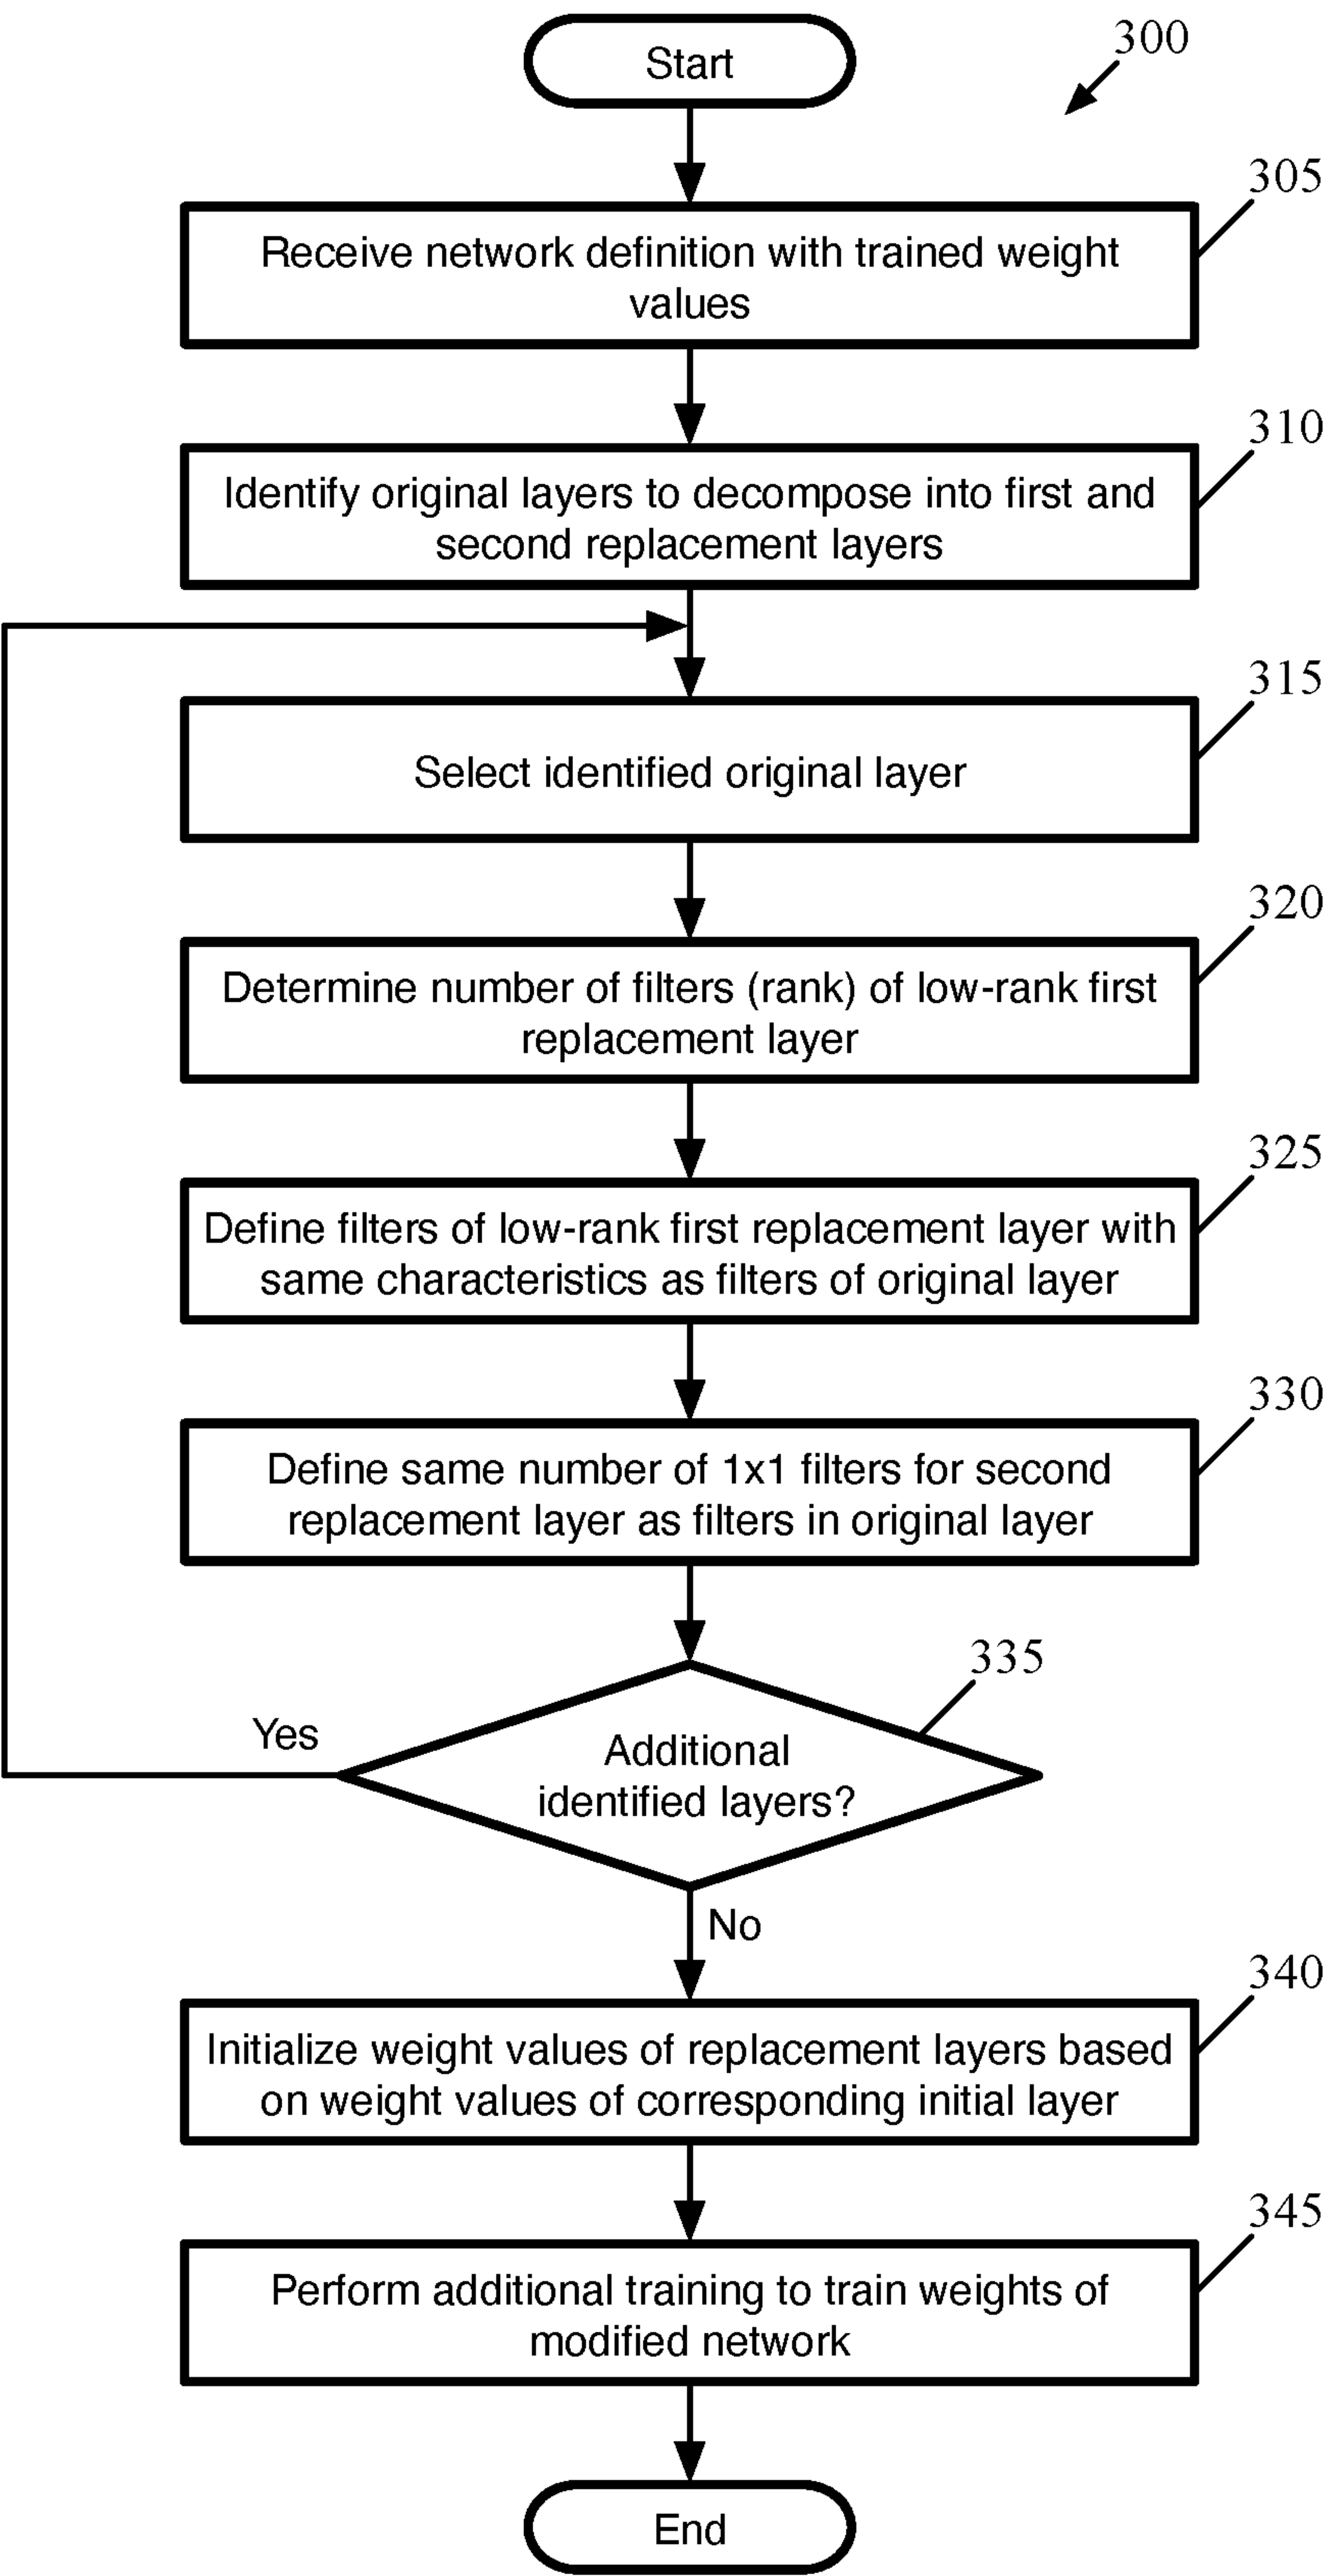 Start
300
305
Receive network definition with trained weight
values
310
Identify original layers to decompose into first and
second replacement layers
315
Select identified original layer
320
Determine number of filters (rank) of low-rank first
replacement layer
325
Define filters of low-rank first replacement layer with
same characteristics as filters of original layer
330
Define same number of 1x1 filters for second
replacement layer as filters in original layer
335
Yes
Additional
identified layers?
No
340
Initialize weight values of replacement layers based
on weight values of corresponding initial layer
345
Perform additional training to train weights of
modified network
End